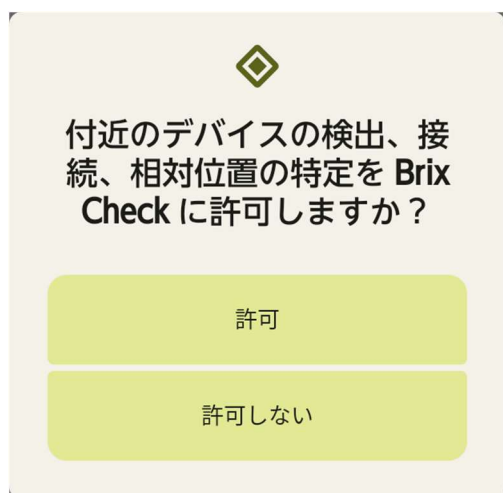 付近のデバイスの検出、接
続、相対位置の特定を Brix
Check に許可しますか？
許可
許可しない